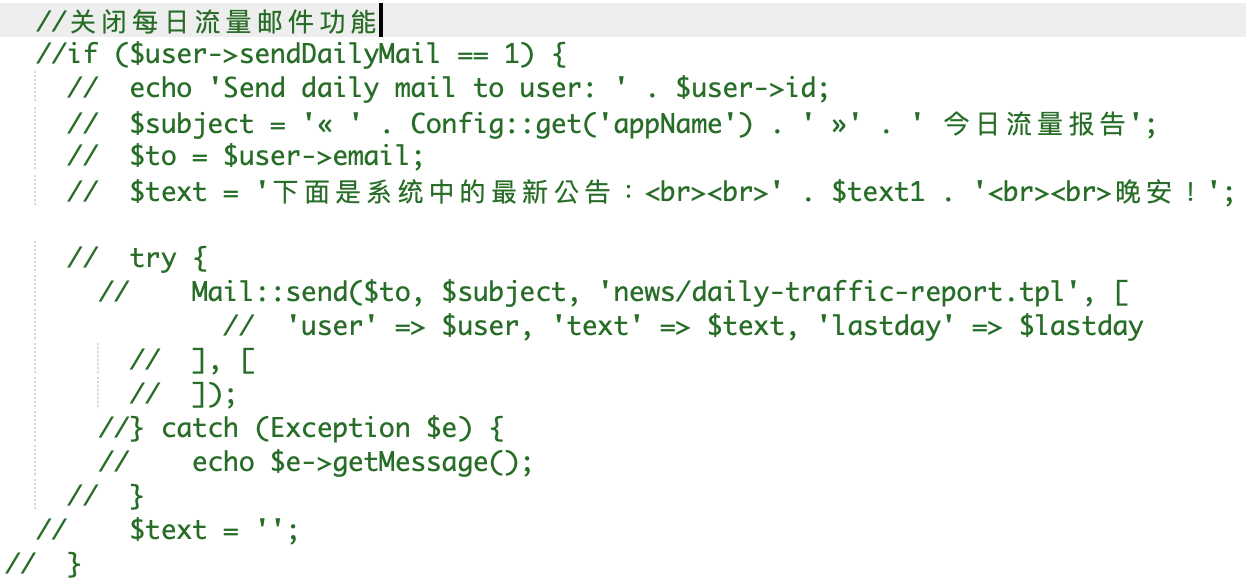 //关闭每日流量邮件功能
//if ($user->sendDailyMail == 1) {
//  echo 'Send daily mail to user: ' . $user->id;
//  $subject = '« ' . Config::get('appName') . ' »' . ' 今日流量报告';
//  $to = $user->email;
//  $text = '下面是系统中的最新公告：<br><br>' . $text1 . '<br><br>晚安！';
//  try {
//    Mail::send($to, $subject, 'news/daily-traffic-report.tpl', [
//  'user' => $user, 'text' => $text, 'lastday' => $lastday
//  ], [
//  ]);
//} catch (Exception $e) {
//    echo $e->getMessage();
//  }
//    $text = '';
//  }